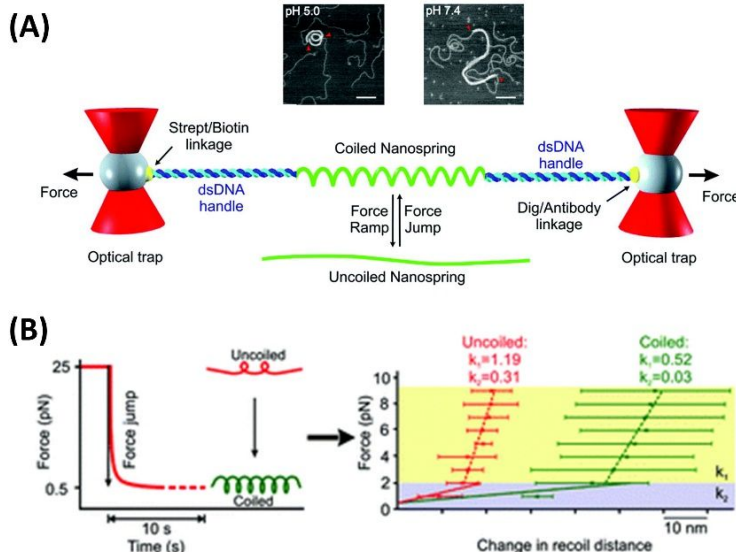 (A)
pH 5.0
pH 7.4
Strept/Biotin
linkage
Coiled Nanospring
dsDNA
handle
Force
dsDNA
handle
Force
Ramp
Force
Jump
Dig/Antibody
linkage
Force
Optical trap
Uncoiled Nanospring
Optical trap
(B)
Force (pN)
25
0.5
Force jump
10 s
Time (s)
Uncoiled
Coiled
Uncoiled:
k₁=1.19
k₂=0.31
Coiled:
k₁=0.52
k₂=0.03
Force (pN)
10
8
6
4
2
0
k₁
k₂
10 nm
Change in recoil distance